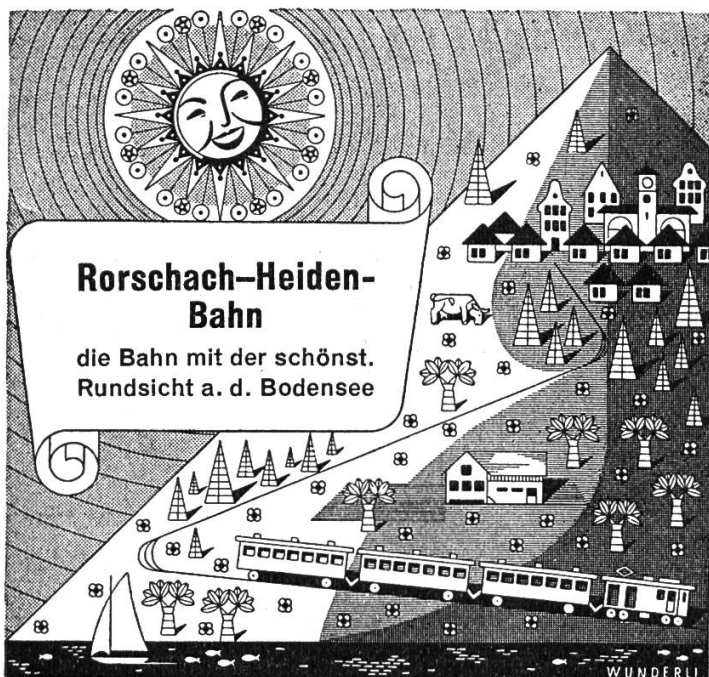 Rorschach–Heiden-
Bahn
die Bahn mit der schönst.
Rundsicht a. d. Bodensee
WUNDERLI